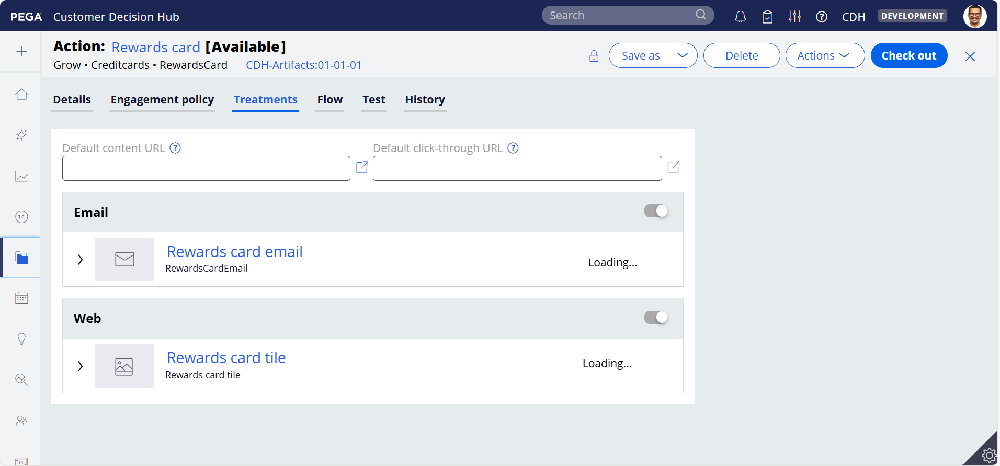 PEGA Customer Decision Hub Search CDH DEVELOPMENT
Action: Rewards card [Available]
Grow • Creditcards • RewardsCard CDH-Artifacts:01-01-01
Save as Delete Actions Check out
Details Engagement policy Treatments Flow Test History
Default content URL ? Default click-through URL ?
Email
Rewards card email
RewardsCardEmail
Loading...
1:1
Web
Rewards card tile
Rewards card tile
Loading...